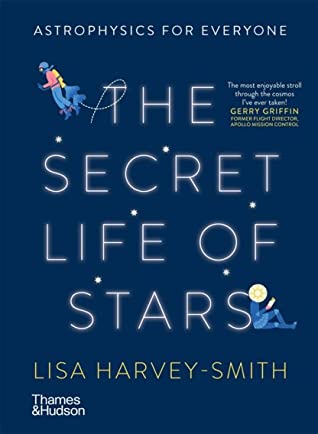 ASTROPHYSICS FOR EVERYONE
The most enjoyable stroll
through the cosmos
I've ever taken!
GERRY GRIFFIN
FORMER FLIGHT DIRECTOR,
APOLLO MISSION CONTROL
THE
SECRET
LIFE OF
STARS
LISA HARVEY-SMITH
Thames
&Hudson